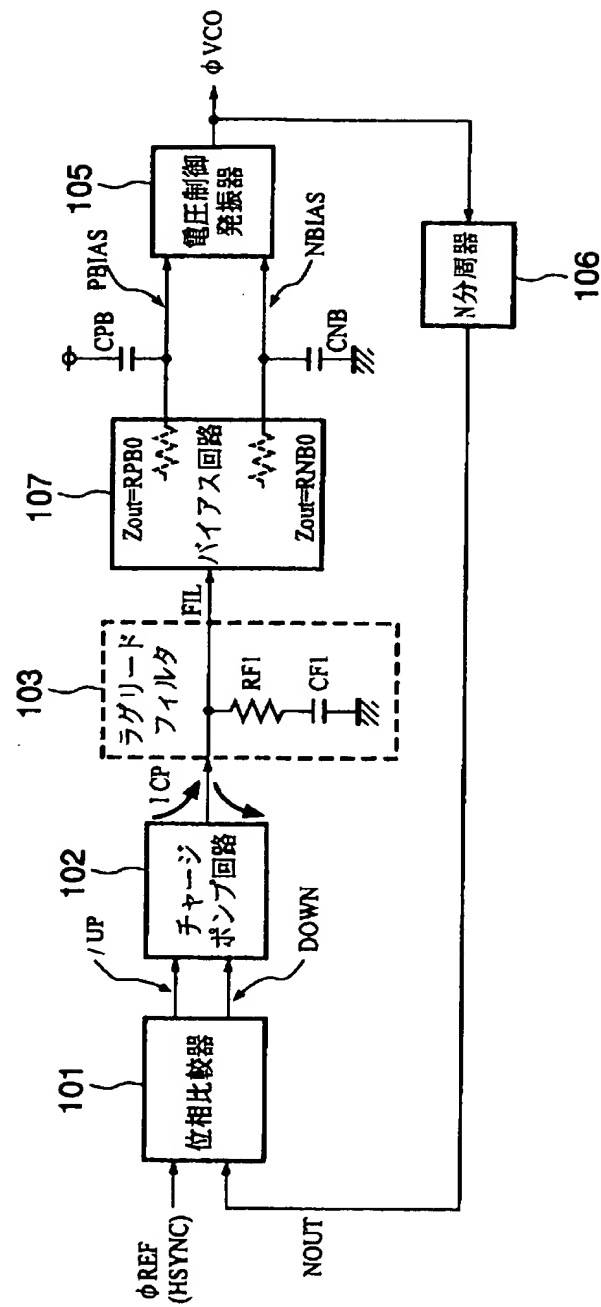 φREF
(HSYNC)
NOUT
101
位相比較器
/UP
DOWN
102
チャージ
ポンプ回路
ICP
103
ラグリード
フィルタ
RF1
CF1
FIL
107
Zout=RPB0
バイアス回路
Zout=RNB0
CPB
PBIAS
CNB
NBIAS
105
電圧制御
発振器
φVCO
N分周器
106